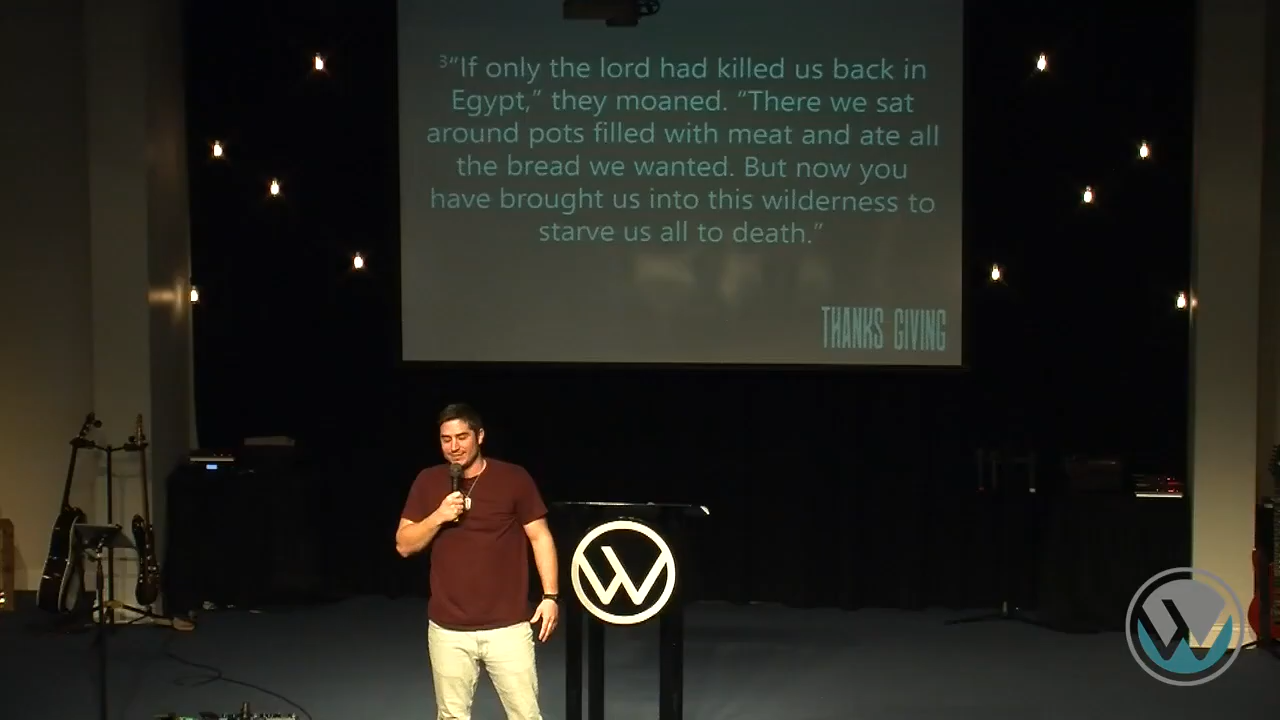 ³“If only the lord had killed us back in
Egypt,” they moaned. “There we sat
around pots filled with meat and ate all
the bread we wanted. But now you
have brought us into this wilderness to
starve us all to death.”
THANKS GIVING
W
W